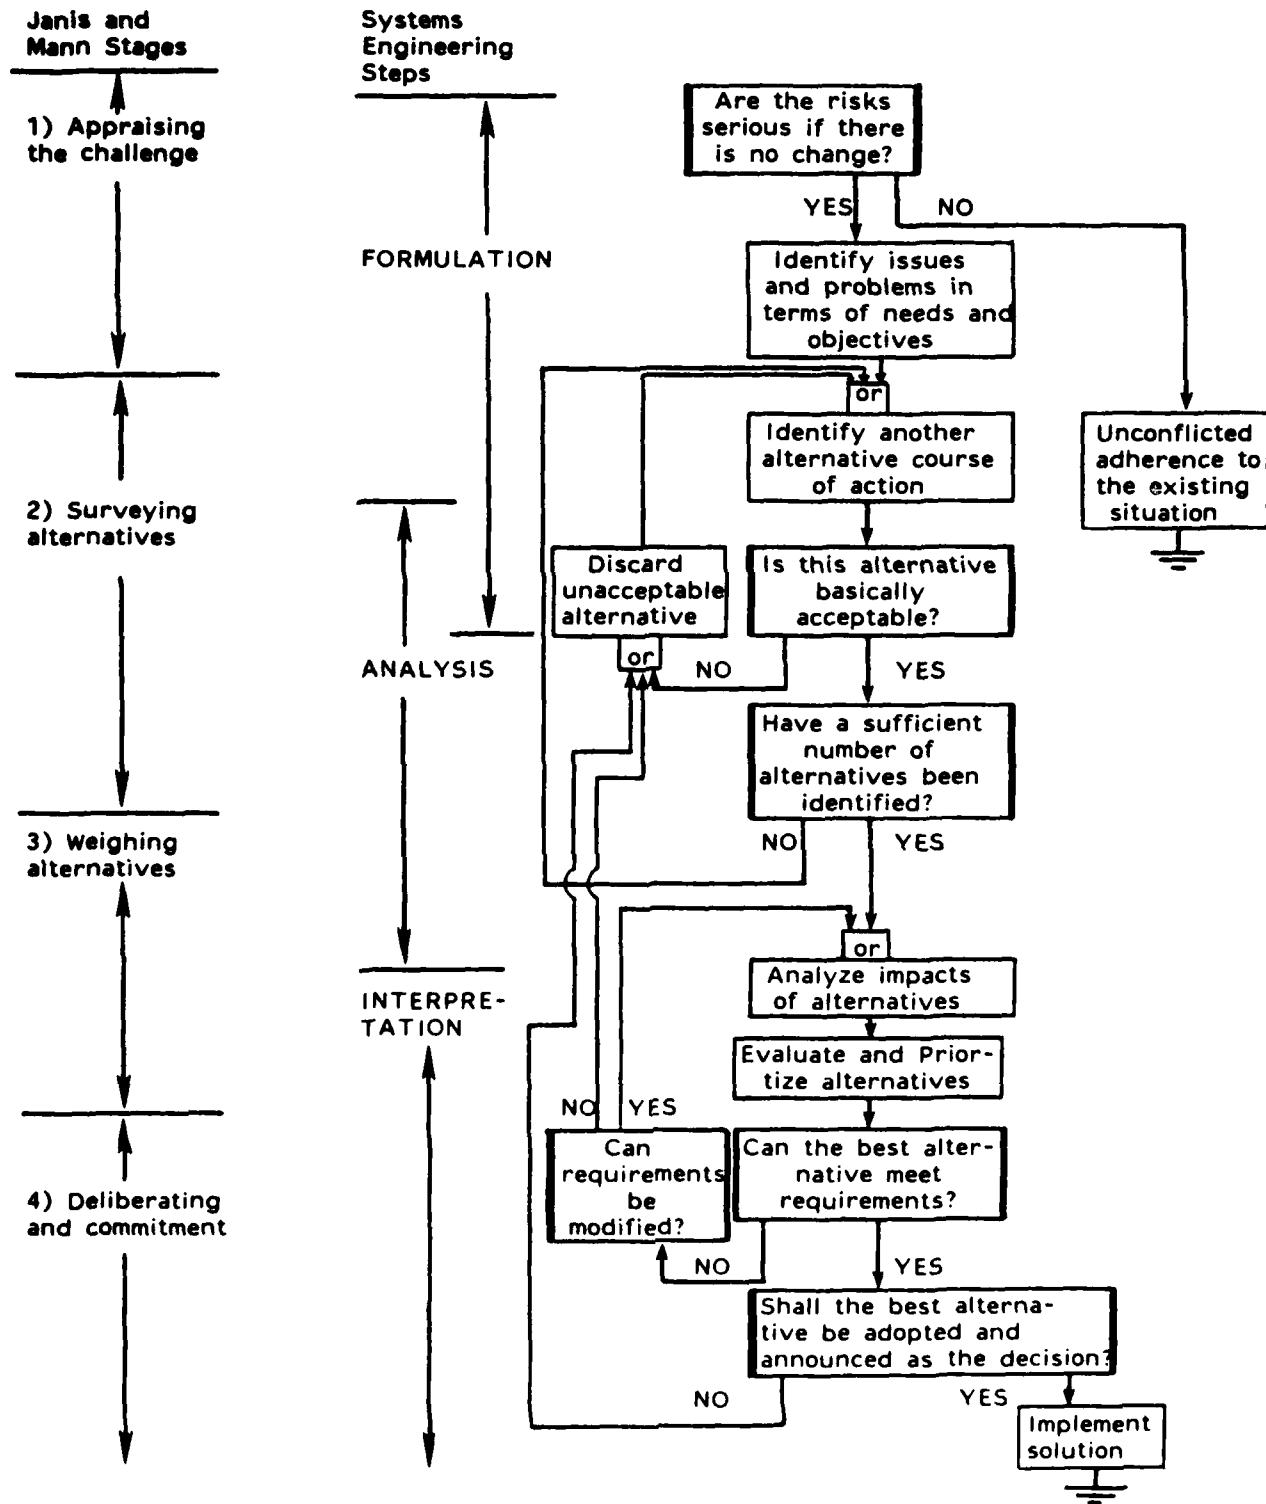 Janis and
Mann Stages
1) Appraising
the challenge
2) Surveying
alternatives
3) Weighing
alternatives
4) Deliberating
and commitment
Systems
Engineering
Steps
FORMULATION
ANALYSIS
INTERPRE-
TATION
Are the risks
serious if there
is no change?
YES
NO
Identify issues
and problems in
terms of needs and
objectives
or
Identify another
alternative course
of action
Unconflicted
adherence to
the existing
situation
Discard
unacceptable
alternative
or
Is this alternative
basically
acceptable?
NO
YES
Have a sufficient
number of
alternatives been
identified?
NO
YES
or
Analyze impacts
of alternatives
Evaluate and Prior-
tize alternatives
NO
YES
Can
requirements
be
modified?
Can the best alter-
native meet
requirements?
NO
YES
Shall the best alterna-
tive be adopted and
announced as the decision?
NO
YES
Implement
solution